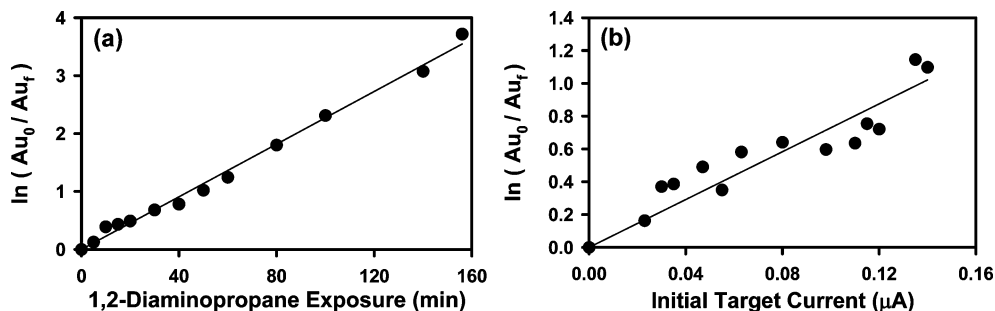 (a)
ln ( Au0 / Auf )
4
3
2
1
0
0 40 80 120 160
1,2-Diaminopropane Exposure (min)
(b)
ln ( Au0 / Auf )
1.4
1.2
1.0
0.8
0.6
0.4
0.2
0.0
0.00 0.04 0.08 0.12 0.16
Initial Target Current (μA)